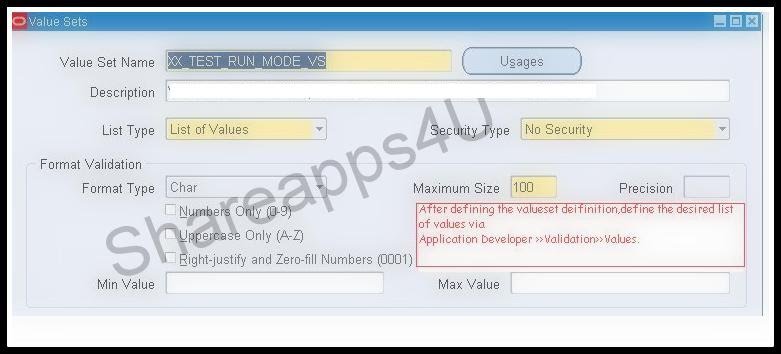 Value Sets
Value Set Name XX_TEST_RUN_MODE_VS Usages
Description
List Type List of Values Security Type No Security
Format Validation
Format Type Char Maximum Size 100 Precision
Numbers Only (0-9)
Uppercase Only (A-Z)
Right-justify and Zero-fill Numbers (0001)
After defining the valueset deifinition,define the desired list
of values via
Application Developer >>Validation>>Values.
Min Value Max Value
Shareapps4U